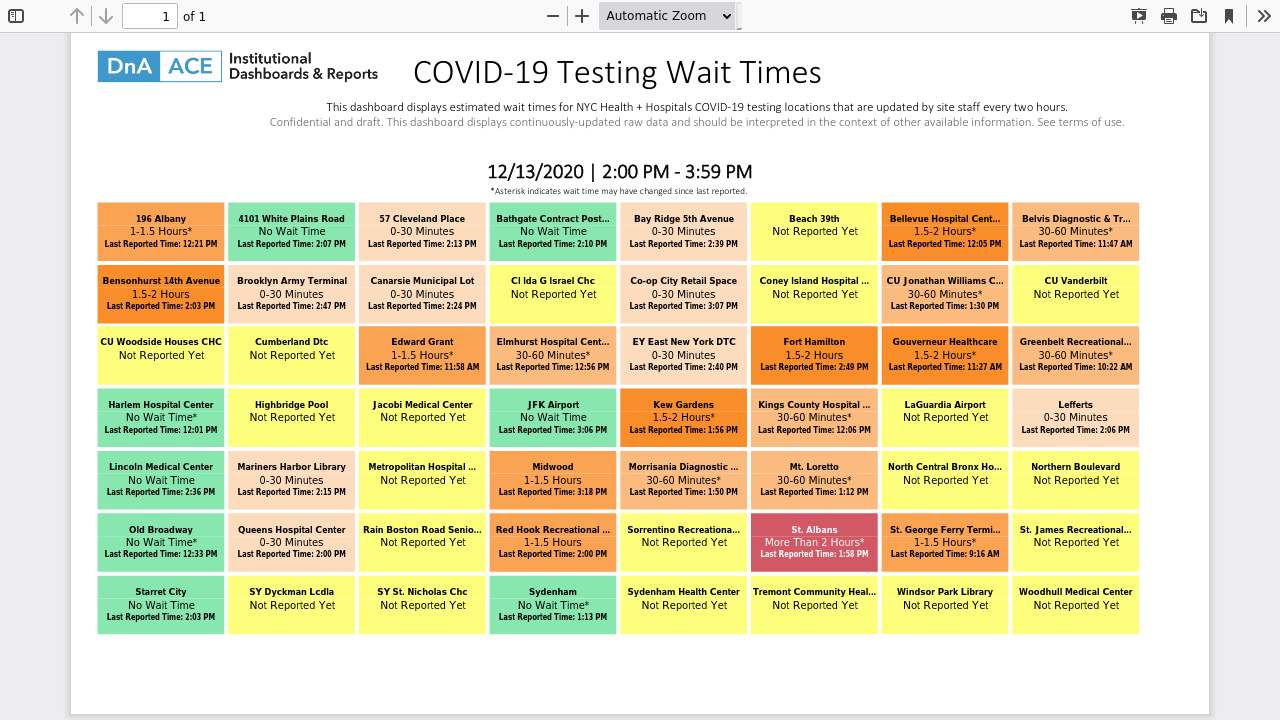 1 of 1 Automatic Zoom
DnA ACE Institutional Dashboards & Reports
COVID-19 Testing Wait Times
This dashboard displays estimated wait times for NYC Health + Hospitals COVID-19 testing locations that are updated by site staff every two hours.
Confidential and draft. This dashboard displays continuously-updated raw data and should be interpreted in the context of other available information. See terms of use.
12/13/2020 | 2:00 PM - 3:59 PM
*Asterisk indicates wait time may have changed since last reported.
196 Albany
1-1.5 Hours*
Last Reported Time: 12:21 PM
4101 White Plains Road
No Wait Time
Last Reported Time: 2:07 PM
57 Cleveland Place
0-30 Minutes
Last Reported Time: 2:13 PM
Bathgate Contract Post...
No Wait Time
Last Reported Time: 2:10 PM
Bay Ridge 5th Avenue
0-30 Minutes
Last Reported Time: 2:39 PM
Beach 39th
Not Reported Yet
Bellevue Hospital Cent...
1.5-2 Hours*
Last Reported Time: 12:05 PM
Belvis Diagnostic & Tr...
30-60 Minutes*
Last Reported Time: 11:47 AM
Bensonhurst 14th Avenue
1.5-2 Hours
Last Reported Time: 2:03 PM
Brooklyn Army Terminal
0-30 Minutes
Last Reported Time: 2:47 PM
Canarsie Municipal Lot
0-30 Minutes
Last Reported Time: 2:24 PM
Cl Ida G Israel Chc
Not Reported Yet
Co-op City Retail Space
0-30 Minutes
Last Reported Time: 3:07 PM
Coney Island Hospital ...
Not Reported Yet
CU Jonathan Williams C...
30-60 Minutes*
Last Reported Time: 1:30 PM
CU Vanderbilt
Not Reported Yet
CU Woodside Houses CHC
Not Reported Yet
Cumberland Dtc
Not Reported Yet
Edward Grant
1-1.5 Hours*
Last Reported Time: 11:58 AM
Elmhurst Hospital Cent...
30-60 Minutes*
Last Reported Time: 12:56 PM
EY East New York DTC
0-30 Minutes
Last Reported Time: 2:40 PM
Fort Hamilton
1.5-2 Hours
Last Reported Time: 2:49 PM
Gouverneur Healthcare
1.5-2 Hours*
Last Reported Time: 11:27 AM
Greenbelt Recreational...
30-60 Minutes*
Last Reported Time: 10:22 AM
Harlem Hospital Center
No Wait Time*
Last Reported Time: 12:01 PM
Highbridge Pool
Not Reported Yet
Jacobi Medical Center
Not Reported Yet
JFK Airport
No Wait Time
Last Reported Time: 3:06 PM
Kew Gardens
1.5-2 Hours*
Last Reported Time: 1:56 PM
Kings County Hospital ...
30-60 Minutes*
Last Reported Time: 12:06 PM
LaGuardia Airport
Not Reported Yet
Lefferts
0-30 Minutes
Last Reported Time: 2:06 PM
Lincoln Medical Center
No Wait Time
Last Reported Time: 2:36 PM
Mariners Harbor Library
0-30 Minutes
Last Reported Time: 2:15 PM
Metropolitan Hospital ...
Not Reported Yet
Midwood
1-1.5 Hours
Last Reported Time: 3:18 PM
Morrisania Diagnostic ...
30-60 Minutes*
Last Reported Time: 1:50 PM
Mt. Loretto
30-60 Minutes*
Last Reported Time: 1:12 PM
North Central Bronx Ho...
Not Reported Yet
Northern Boulevard
Not Reported Yet
Old Broadway
No Wait Time*
Last Reported Time: 12:33 PM
Queens Hospital Center
0-30 Minutes
Last Reported Time: 2:00 PM
Rain Boston Road Senio...
Not Reported Yet
Red Hook Recreational ...
1-1.5 Hours
Last Reported Time: 2:00 PM
Sorrentino Recreationa...
Not Reported Yet
St. Albans
More Than 2 Hours*
Last Reported Time: 1:58 PM
St. George Ferry Termi...
1-1.5 Hours*
Last Reported Time: 9:16 AM
St. James Recreational...
Not Reported Yet
Starret City
No Wait Time
Last Reported Time: 2:03 PM
SY Dyckman Lcdla
Not Reported Yet
SY St. Nicholas Chc
Not Reported Yet
Sydenham
No Wait Time*
Last Reported Time: 1:13 PM
Sydenham Health Center
Not Reported Yet
Tremont Community Heal...
Not Reported Yet
Windsor Park Library
Not Reported Yet
Woodhull Medical Center
Not Reported Yet